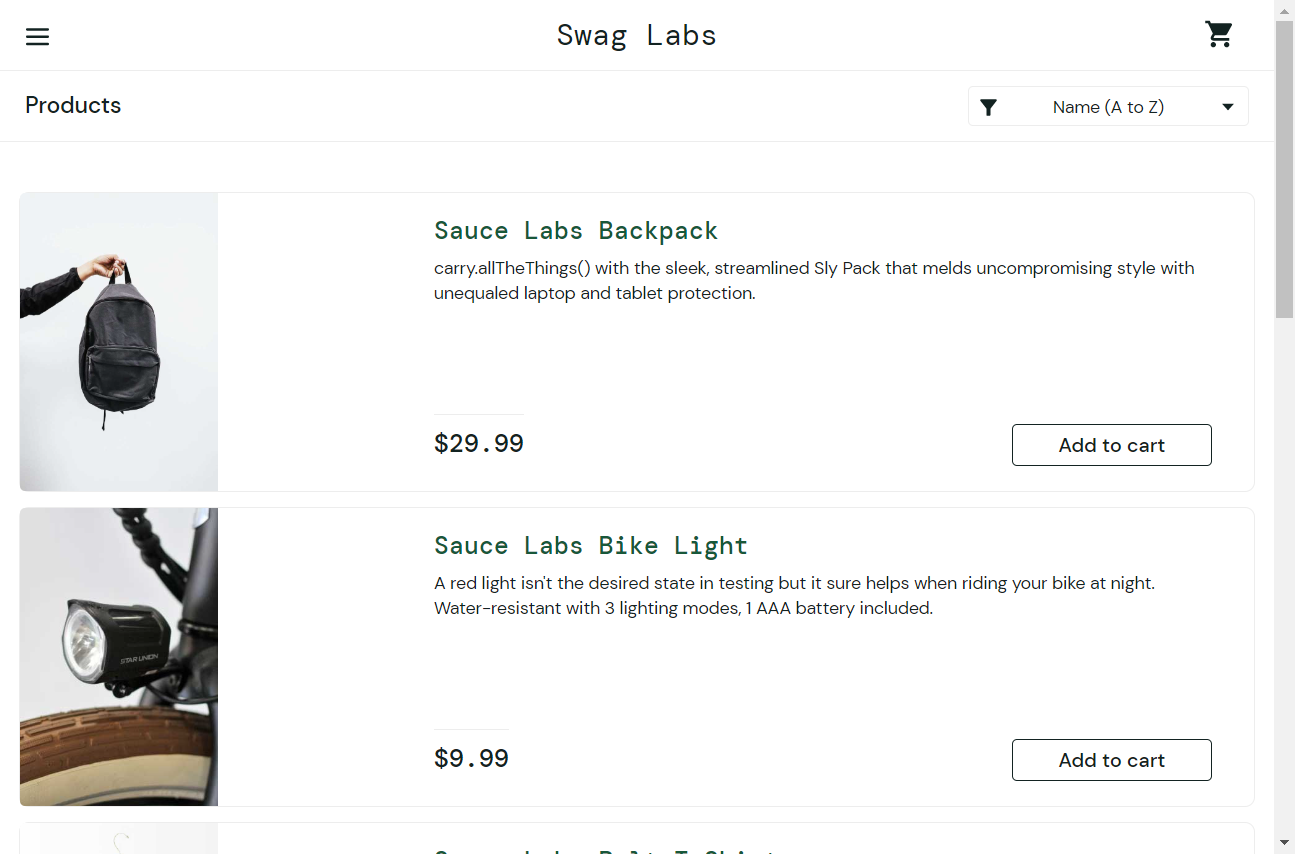 Swag Labs
Products
Name (A to Z)
Sauce Labs Backpack
carry.allTheThings() with the sleek, streamlined Sly Pack that melds uncompromising style with
unequaled laptop and tablet protection.
$29.99
Add to cart
Sauce Labs Bike Light
A red light isn't the desired state in testing but it sure helps when riding your bike at night.
Water-resistant with 3 lighting modes, 1 AAA battery included.
STAR UNION
$9.99
Add to cart